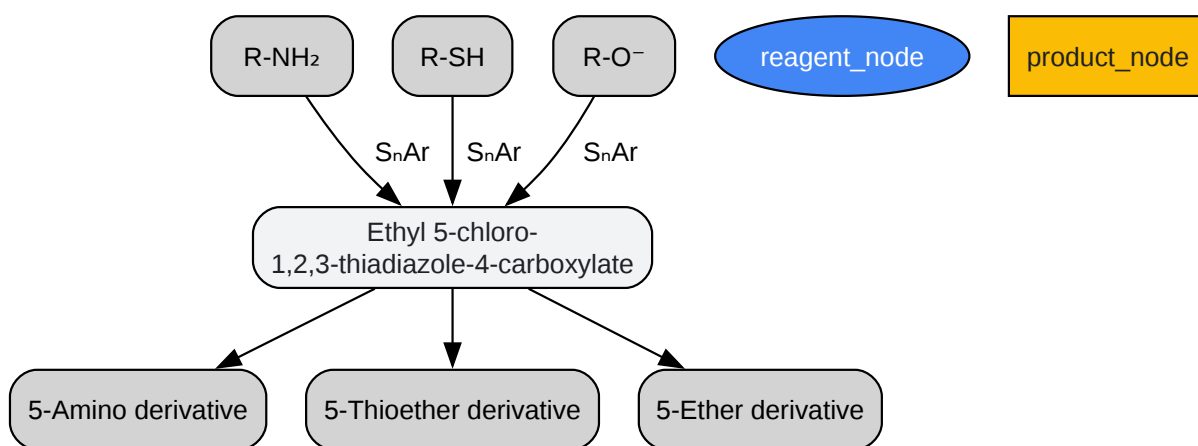 R-NH₂
R-SH
R-O⁻
reagent_node
product_node
SₙAr
SₙAr
SₙAr
Ethyl 5-chloro-
1,2,3-thiadiazole-4-carboxylate
5-Amino derivative
5-Thioether derivative
5-Ether derivative